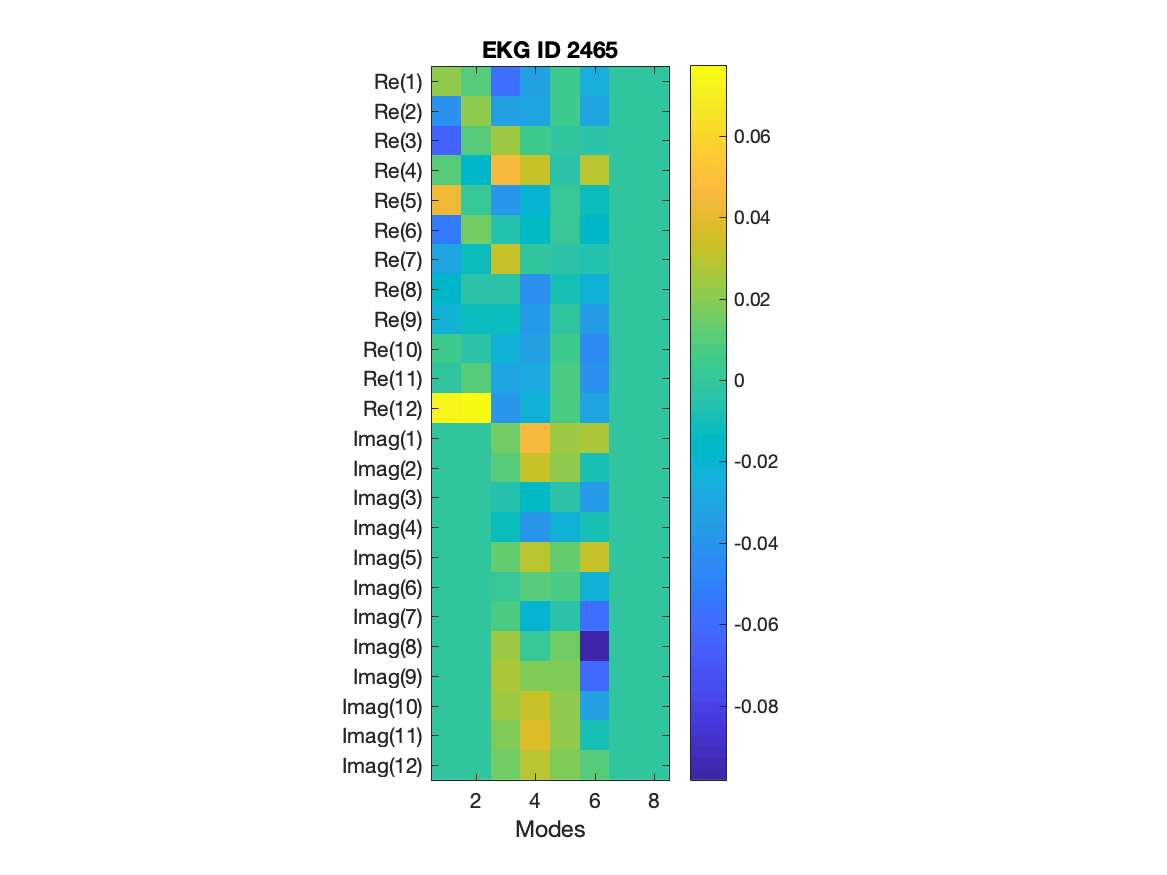 EKG ID 2465
Re(1)
Re(2)
Re(3)
Re(4)
Re(5)
Re(6)
Re(7)
Re(8)
Re(9)
Re(10)
Re(11)
Re(12)
Imag(1)
Imag(2)
Imag(3)
Imag(4)
Imag(5)
Imag(6)
Imag(7)
Imag(8)
Imag(9)
Imag(10)
Imag(11)
Imag(12)
2 4 6 8
Modes
0.06
0.04
0.02
0
-0.02
-0.04
-0.06
-0.08